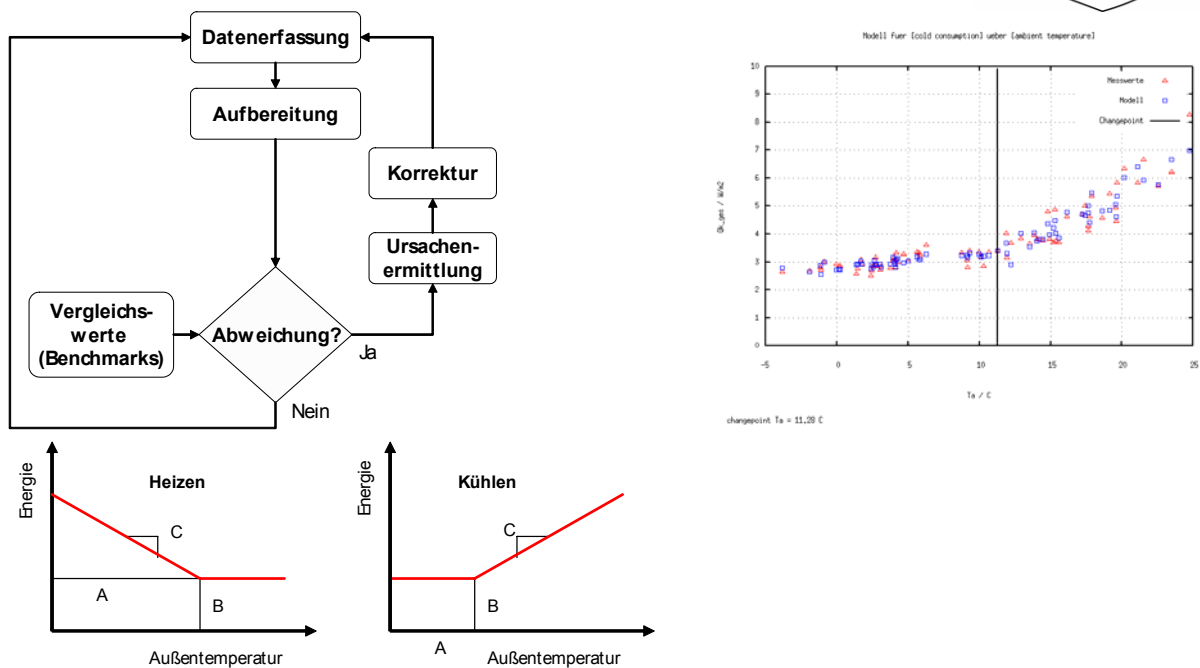 Datenerfassung
Aufbereitung
Korrektur
Ursachen-
ermittlung
Vergleichs-
werte
(Benchmarks)
Abweichung?
Ja
Nein
Energie
Heizen
C
A
B
Außentemperatur
Energie
Kühlen
C
B
A
Außentemperatur
Modell fuer [cold consumption] ueber [ambient temperature]
10
9
8
7
6
5
4
3
2
1
0
Messwerte
Modell
Changepoint
-5
0
5
10
15
20
25
Ta / C
changepoint Ta = 11.28 C